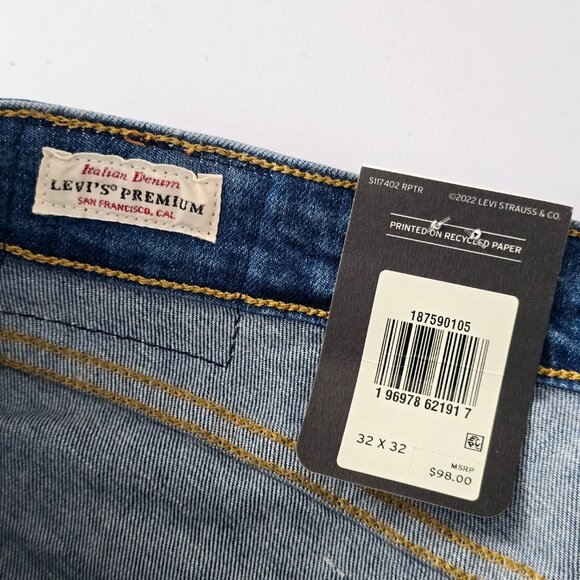 Italian Denim
LEVI'S® PREMIUM
SAN FRANCISCO, CAL
S117402 RPTR
©2022 LEVI STRAUSS & CO.
PRINTED ON RECYCLED PAPER
187590105
1 96978 62191 7
32 X 32
MSRP
$98.00